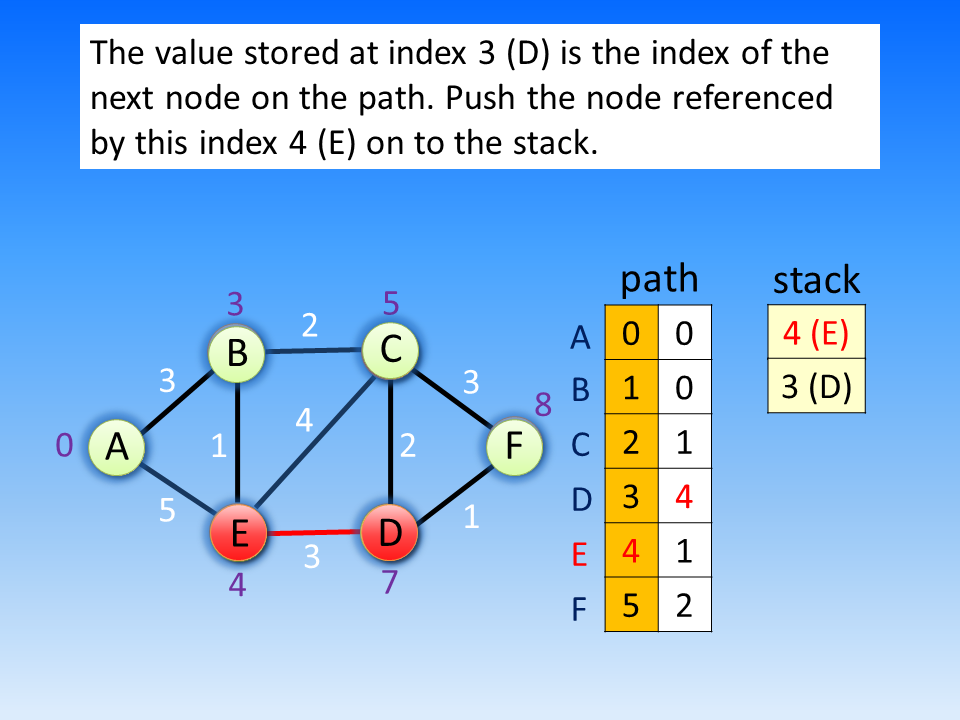 The value stored at index 3 (D) is the index of the
next node on the path. Push the node referenced
by this index 4 (E) on to the stack.
path stack
3 5
2
B C
3 3
8
0 A 1 4 2 F
5 1
E D
3
4 7
A 0 0
B 1 0
C 2 1
D 3 4
E 4 1
F 5 2
4 (E)
3 (D)